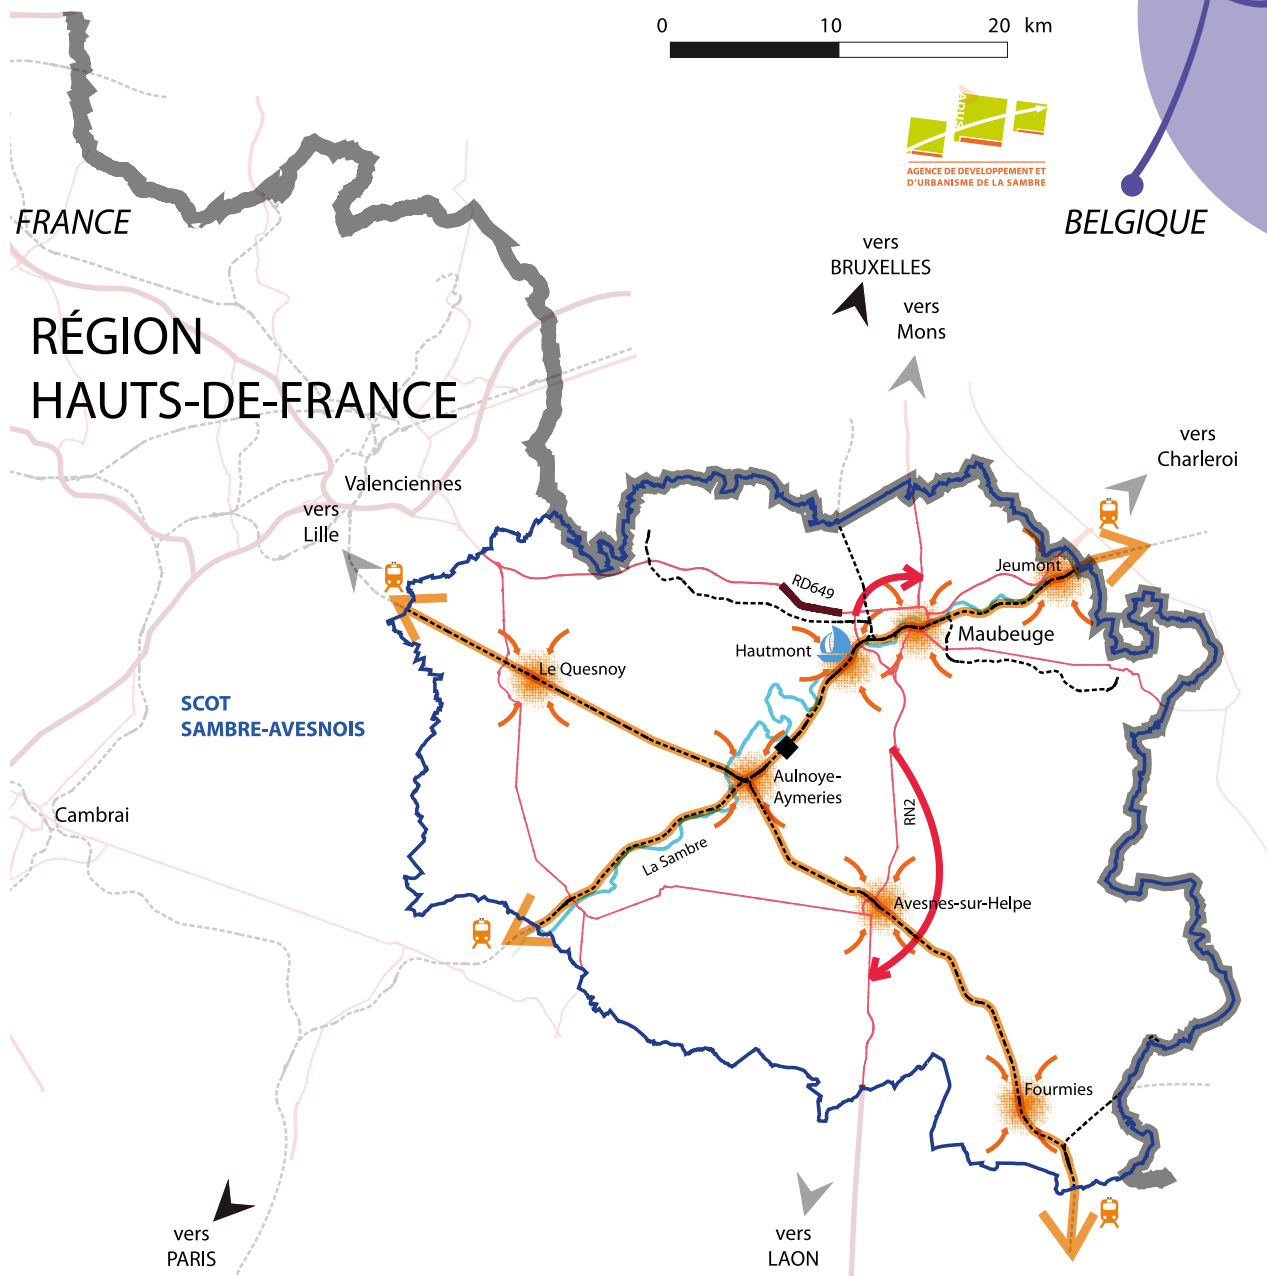 0 10 20 km
ADUS
AGENCE DE DEVELOPPEMENT ET
D'URBANISME DE LA SAMBRE
FRANCE
BELGIQUE
vers
BRUXELLES
vers
Mons
RÉGION
HAUTS-DE-FRANCE
vers
Charleroi
Valenciennes
vers
Lille
Jeumont
RD649
Maubeuge
Hautmont
Le Quesnoy
SCOT
SAMBRE-AVESNOIS
Aulnoye-
Aymeries
RN2
Cambrai
La Sambre
Avesnes-sur-Helpe
Fourmies
vers
PARIS
vers
LAON